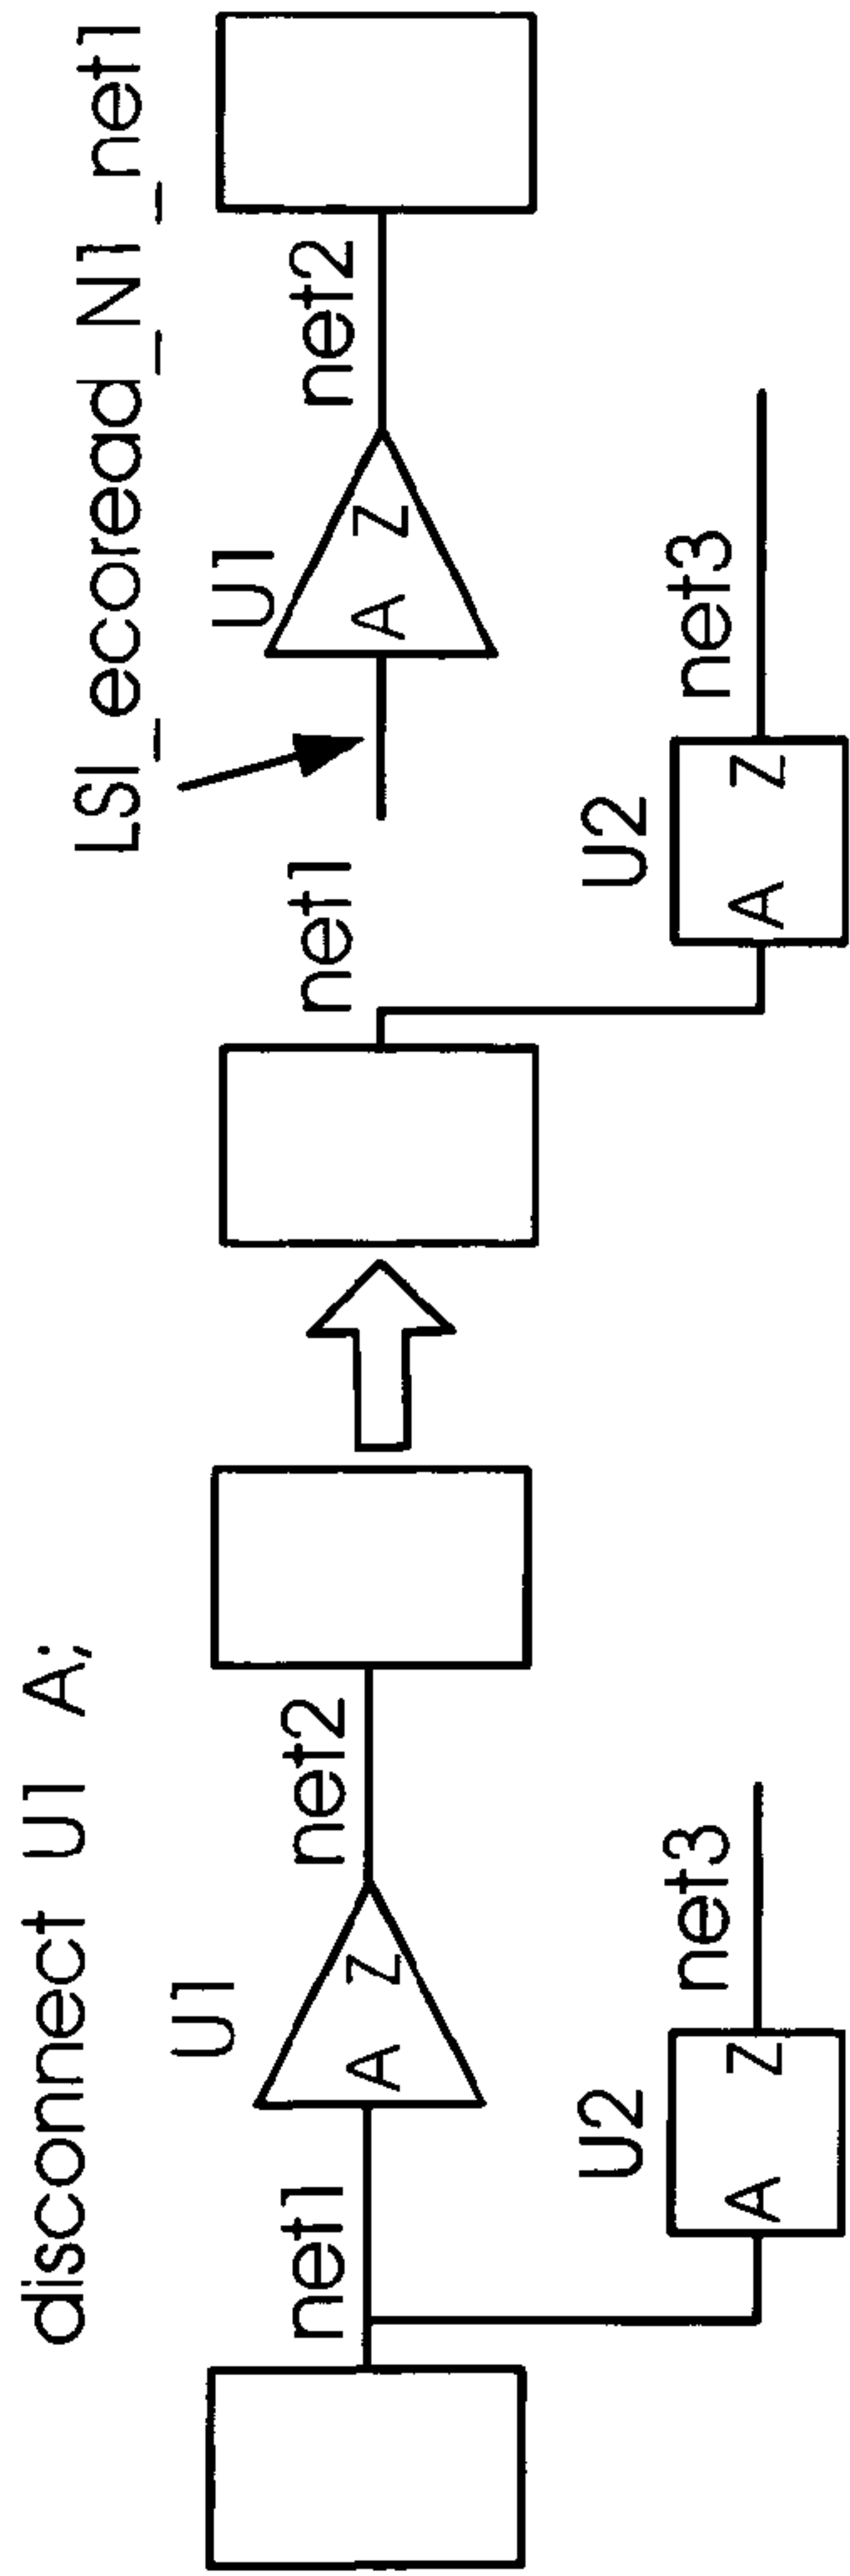 disconnect U1 A;
net1
U1
A Z
net2
U2
A Z
net3
LSI_ecoread_N1_net1
net1
U1
A Z
net2
U2
A Z
net3